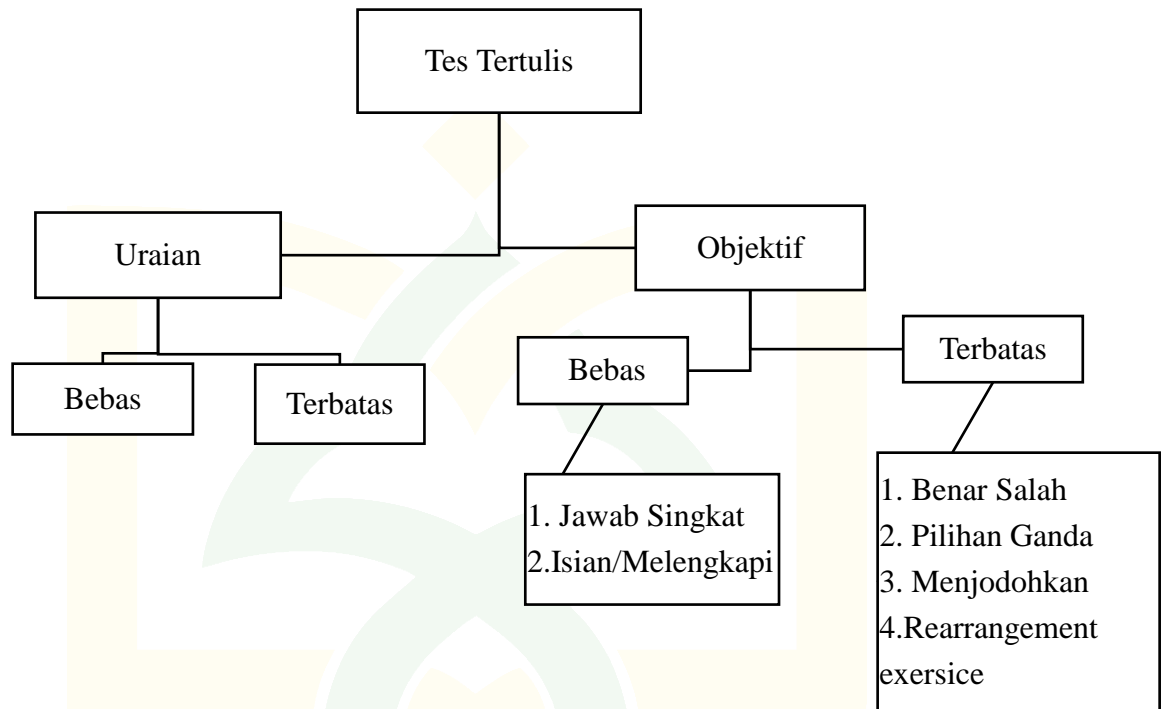 Tes Tertulis
Uraian
Objektif
Bebas
Terbatas
Bebas
Terbatas
1. Jawab Singkat
2.Isian/Melengkapi
1. Benar Salah
2. Pilihan Ganda
3. Menjodohkan
4.Rearrangement
exersice